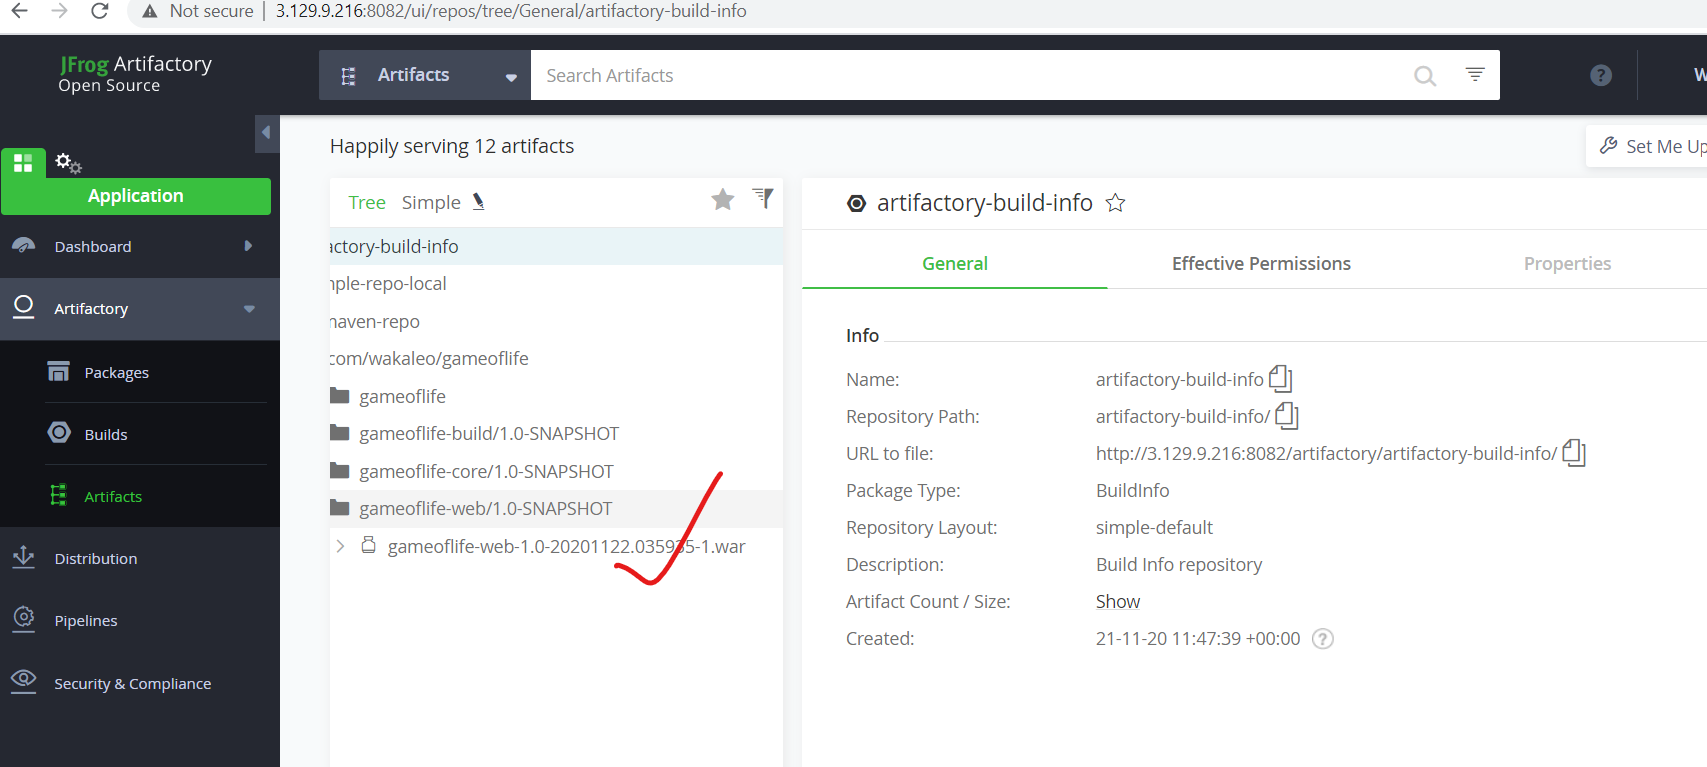 Not secure | 3.129.9.216:8082/ui/repos/tree/General/artifactory-build-info
JFrog Artifactory
Open Source
Artifacts
Search Artifacts
?
W
Happily serving 12 artifacts
Set Me Up
Application
Dashboard
Artifactory
Packages
Builds
Artifacts
Distribution
Pipelines
Security & Compliance
Tree Simple
actory-build-info
mple-repo-local
maven-repo
com/wakaleo/gameoflife
gameoflife
gameoflife-build/1.0-SNAPSHOT
gameoflife-core/1.0-SNAPSHOT
gameoflife-web/1.0-SNAPSHOT
gameoflife-web-1.0-20201122.035935-1.war
artifactory-build-info
General Effective Permissions Properties
Info
Name: artifactory-build-info
Repository Path: artifactory-build-info/
URL to file: http://3.129.9.216:8082/artifactory/artifactory-build-info/
Package Type: BuildInfo
Repository Layout: simple-default
Description: Build Info repository
Artifact Count / Size: Show
Created: 21-11-20 11:47:39 +00:00 ?